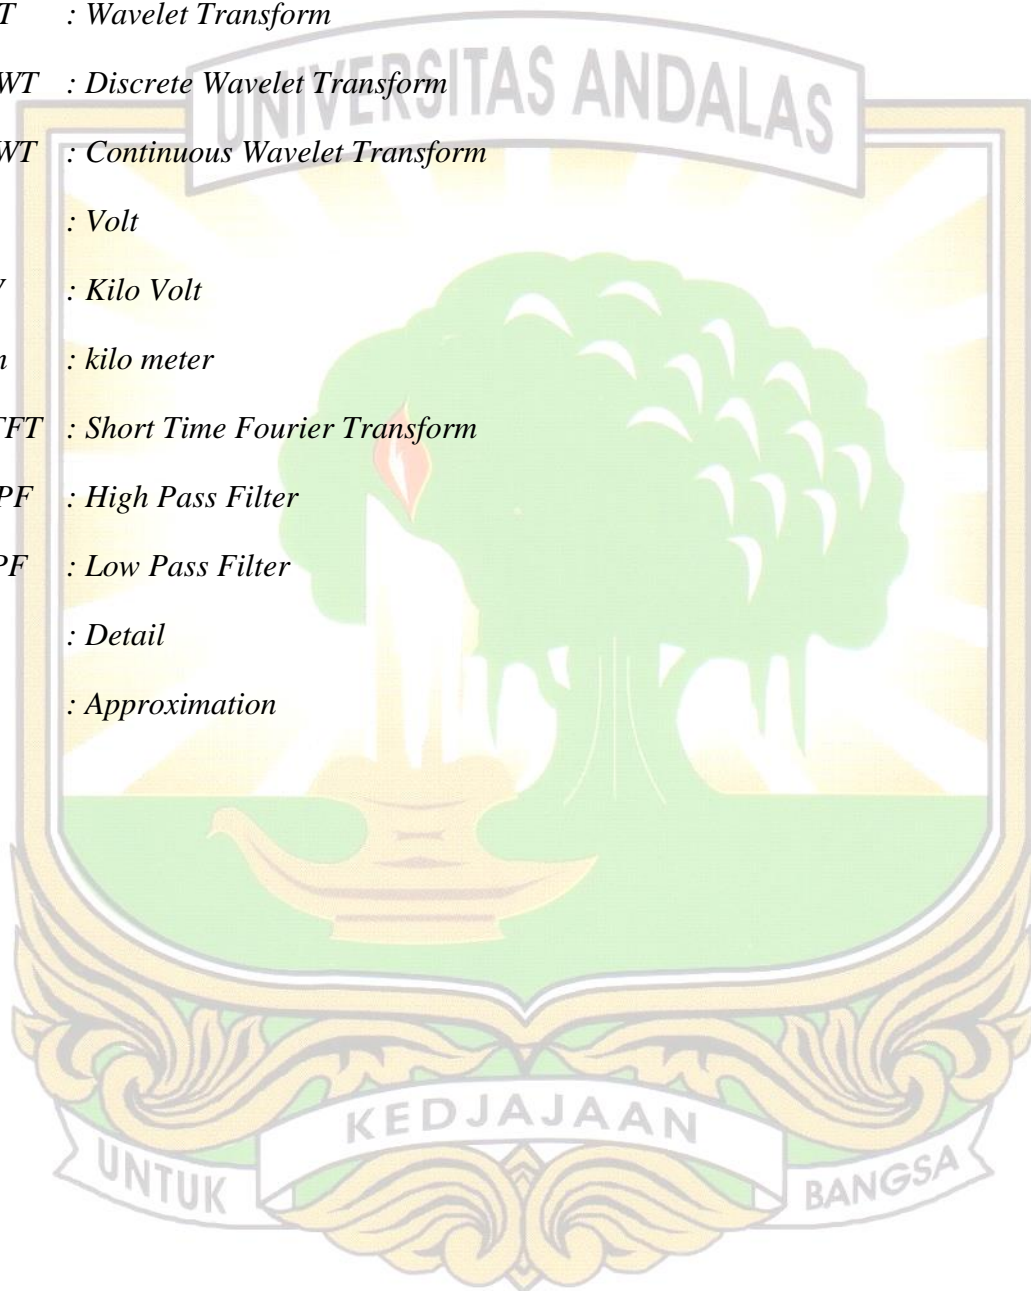 T : Wavelet Transform
WT : Discrete Wavelet Transform
WT : Continuous Wavelet Transform
: Volt
V : Kilo Volt
m : kilo meter
TFT : Short Time Fourier Transform
PF : High Pass Filter
PF : Low Pass Filter
: Detail
: Approximation
UNIVERSITAS ANDALAS
UNTUK KEDJAJAAN BANGSA